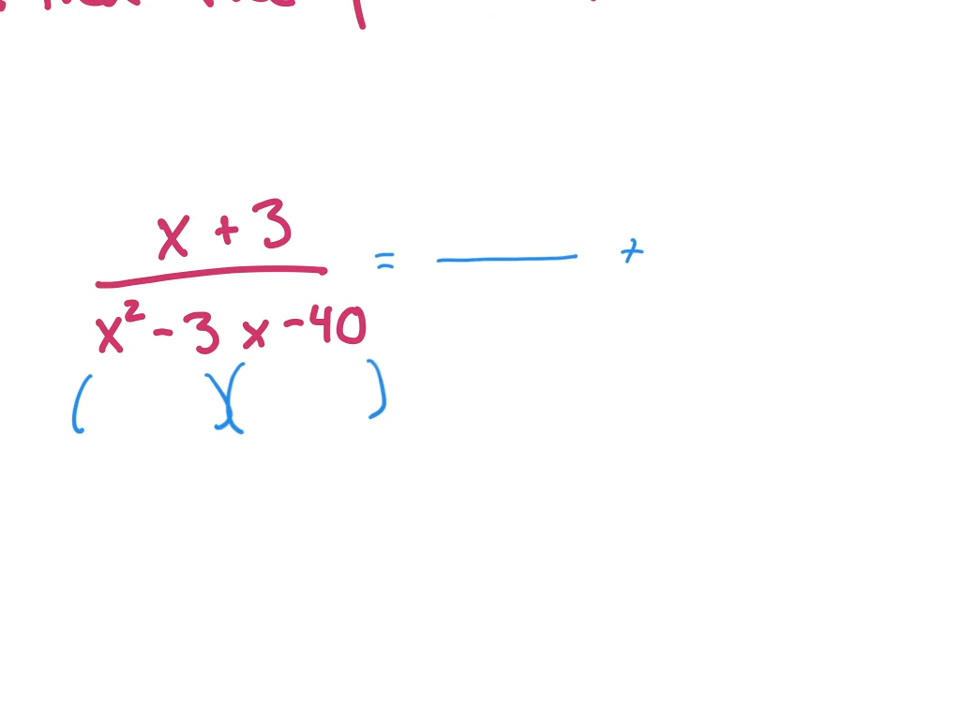 x + 3
= ____ +
x² - 3 x - 40
( )( )